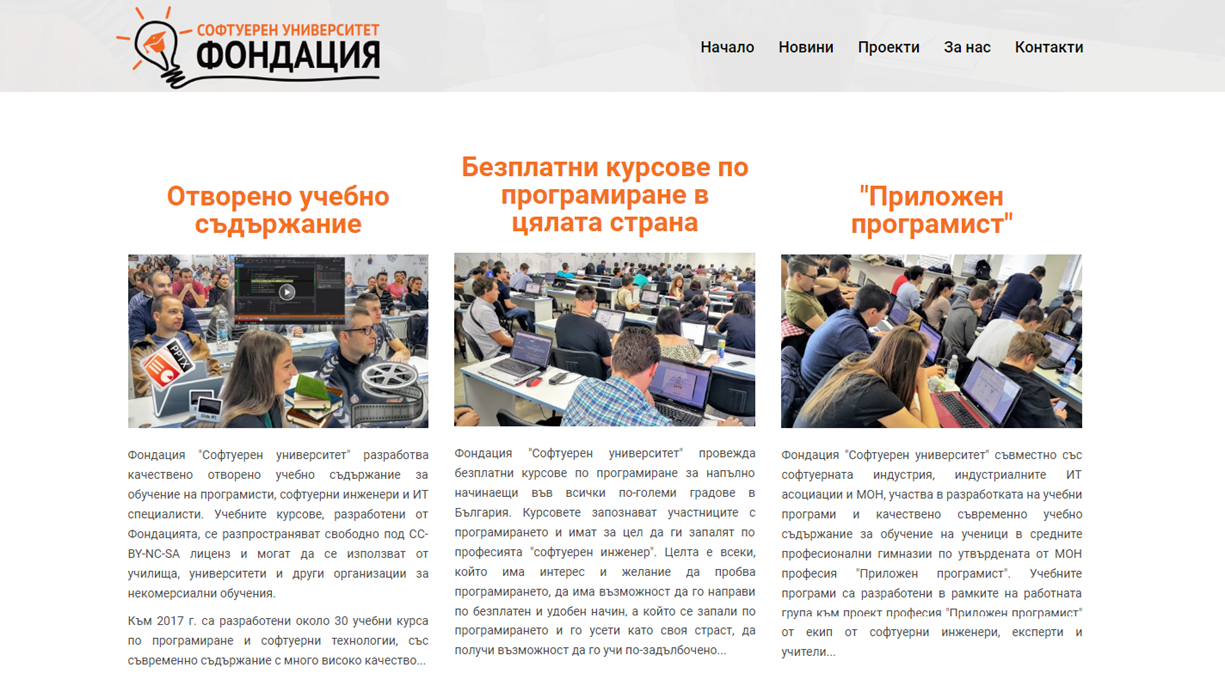 СОФТУЕРЕН УНИВЕРСИТЕТ
ФОНДАЦИЯ
Начало Новини Проекти За нас Контакти
Отворено учебно
съдържание
PPTX
Фондация "Софтуерен университет" разработва
качествено отворено учебно съдържание за
обучение на програмисти, софтуерни инженери и ИТ
специалисти. Учебните курсове, разработени от
Фондацията, се разпространяват свободно под CC-
BY-NC-SA лиценз и могат да се използват от
училища, университети и други организации за
некомерсиални обучения.
Към 2017 г. са разработени около 30 учебни курса
по програмиране и софтуерни технологии, със
съвременно съдържание с много високо качество...
Безплатни курсове по
програмиране в
цялата страна
Фондация "Софтуерен университет" провежда
безплатни курсове по програмиране за напълно
начинаещи във всички по-големи градове в
България. Курсовете запознават участниците с
програмирането и имат за цел да ги запалят по
професията "софтуерен инженер". Целта е всеки,
който има интерес и желание да пробва
програмирането, да има възможност да го направи
по безплатен и удобен начин, а който се запали по
програмирането и го усети като своя страст, да
получи възможност да го учи по-задълбочено...
"Приложен
програмист"
Фондация "Софтуерен университет" съвместно със
софтуерната индустрия, индустриалните ИТ
асоциации и МОН, участва в разработката на учебни
програми и качествено съвременно учебно
съдържание за обучение на ученици в средните
професионални гимназии по утвърдената от МОН
професия "Приложен програмист". Учебните
програми са разработени в рамките на работната
група към проект професия "Приложен програмист"
от екип от софтуерни инженери, експерти и
учители...